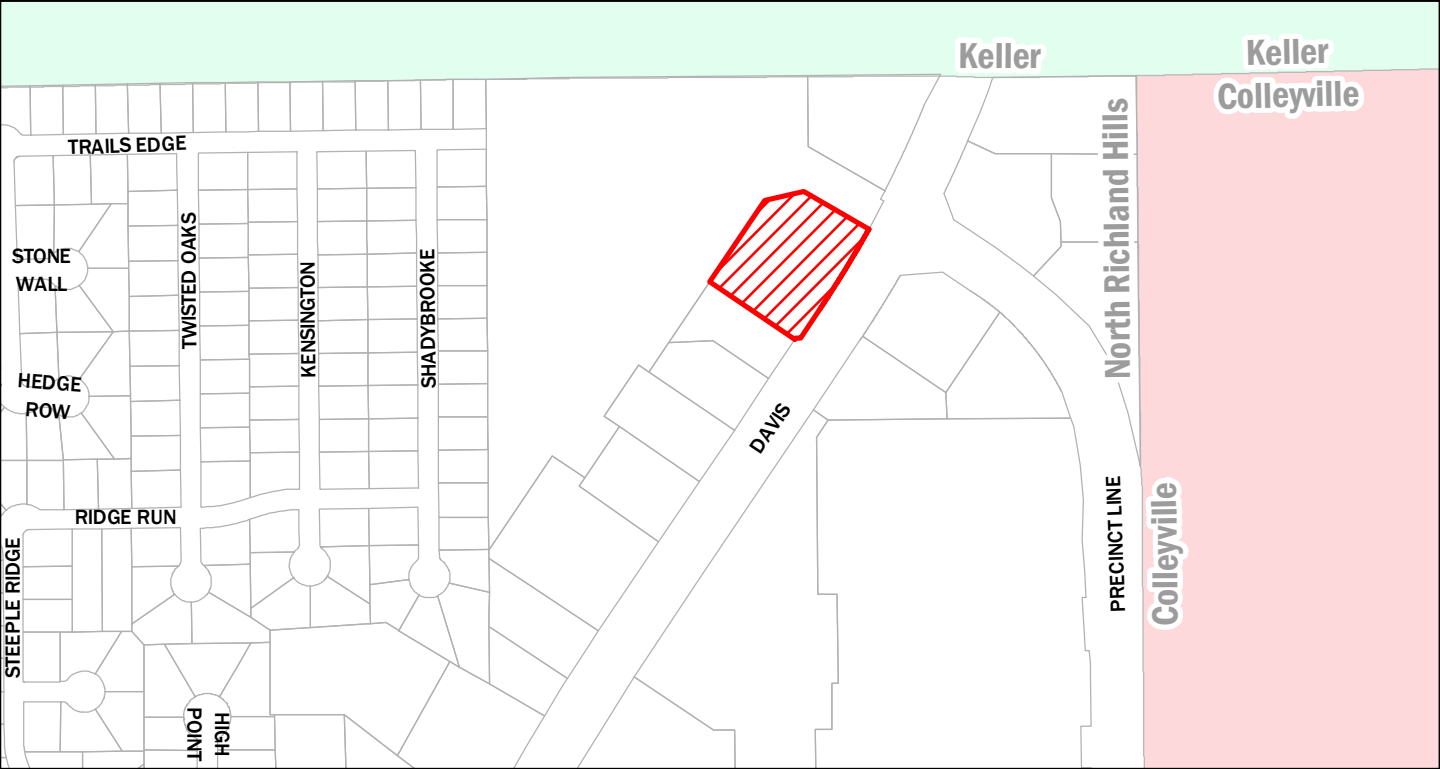 Keller
Keller
Colleyville
North Richland Hills
TRAILS EDGE
TWISTED OAKS
STONE
WALL
KENSINGTON
SHADYBROOKE
HEDGE
ROW
DAVIS
RIDGE RUN
PRECINCT LINE
Colleyville
STEEPLE RIDGE
HIGH
POINT